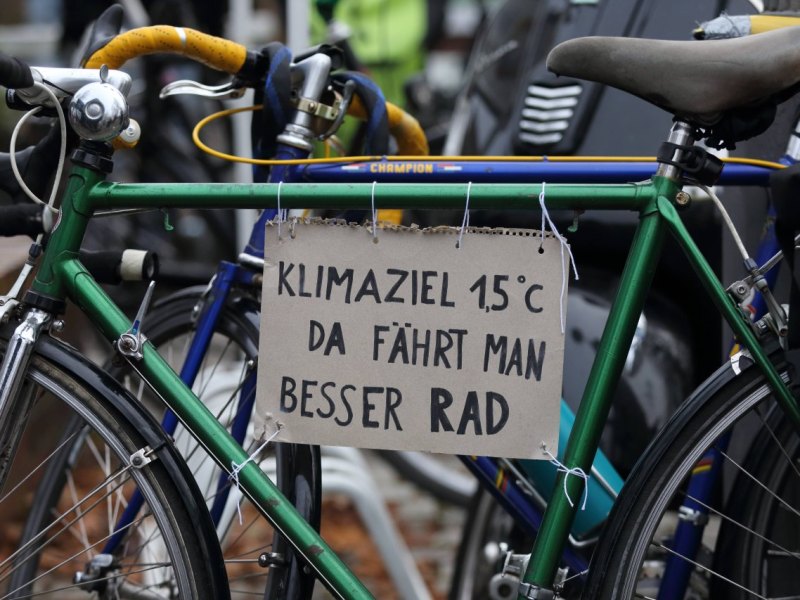 CHAMPION
KLIMAZIEL 1,5°C
DA FÄHRT MAN
BESSER RAD